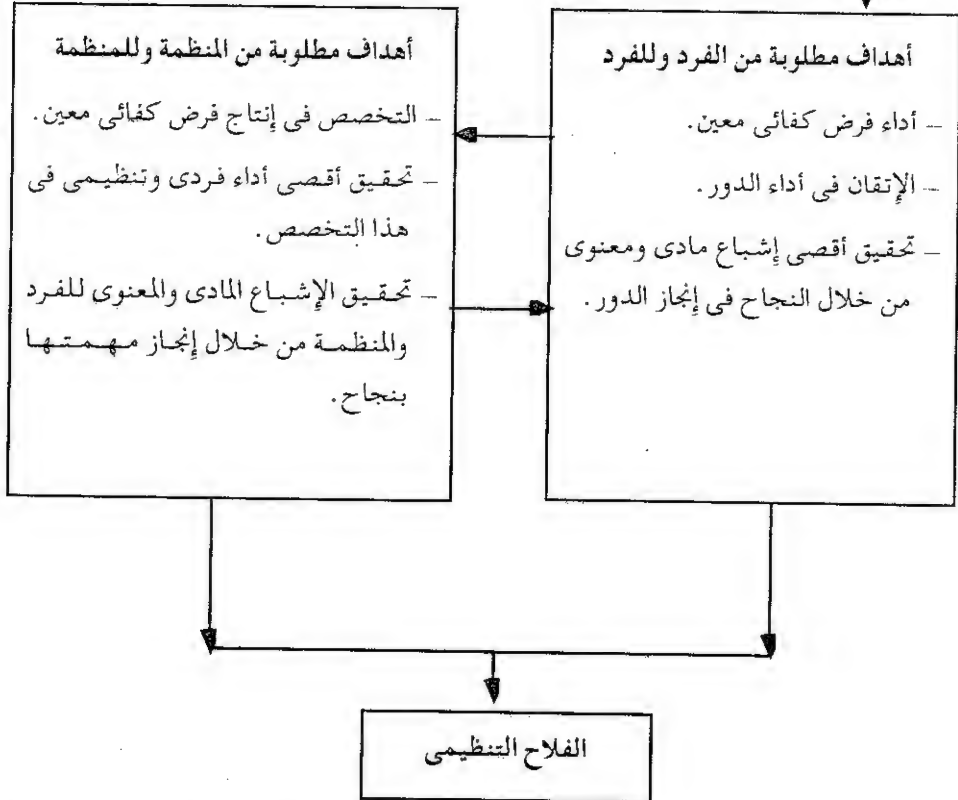 أهداف مطلوبة من الفرد وللفرد
– أداء فرض كفائى معين.
– الإتقان فى أداء الدور.
– تحقيق أقصى إشباع مادى ومعنوى
من خلال النجاح فى إنجاز الدور.
أهداف مطلوبة من المنظمة وللمنظمة
– التخصص فى إنتاج فرض كفائى معين.
– تحقيق أقصى أداء فردى وتنظيمى فى
هذا التخصص.
– تحقيق الإشباع المادى والمعنوى للفرد
والمنظمة من خلال إنجاز مهمتها
بنجاح.
الفلاح التنظيمى